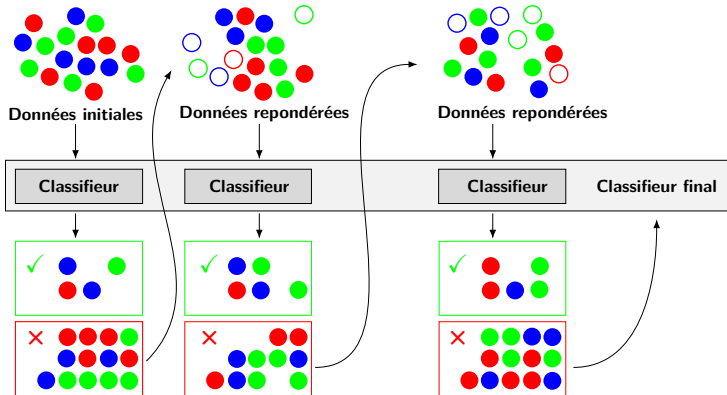 Données initiales
Données repondérées
Données repondérées
Classifieur
Classifieur
Classifieur
Classifieur final